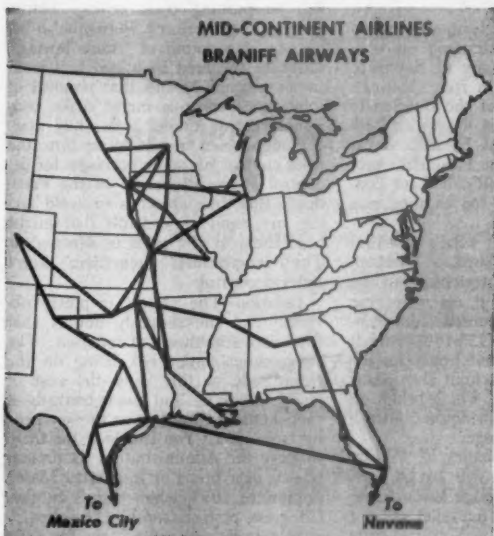 MID-CONTINENT AIRLINES
BRANIFF AIRWAYS
To
Mexico City
To
Havana